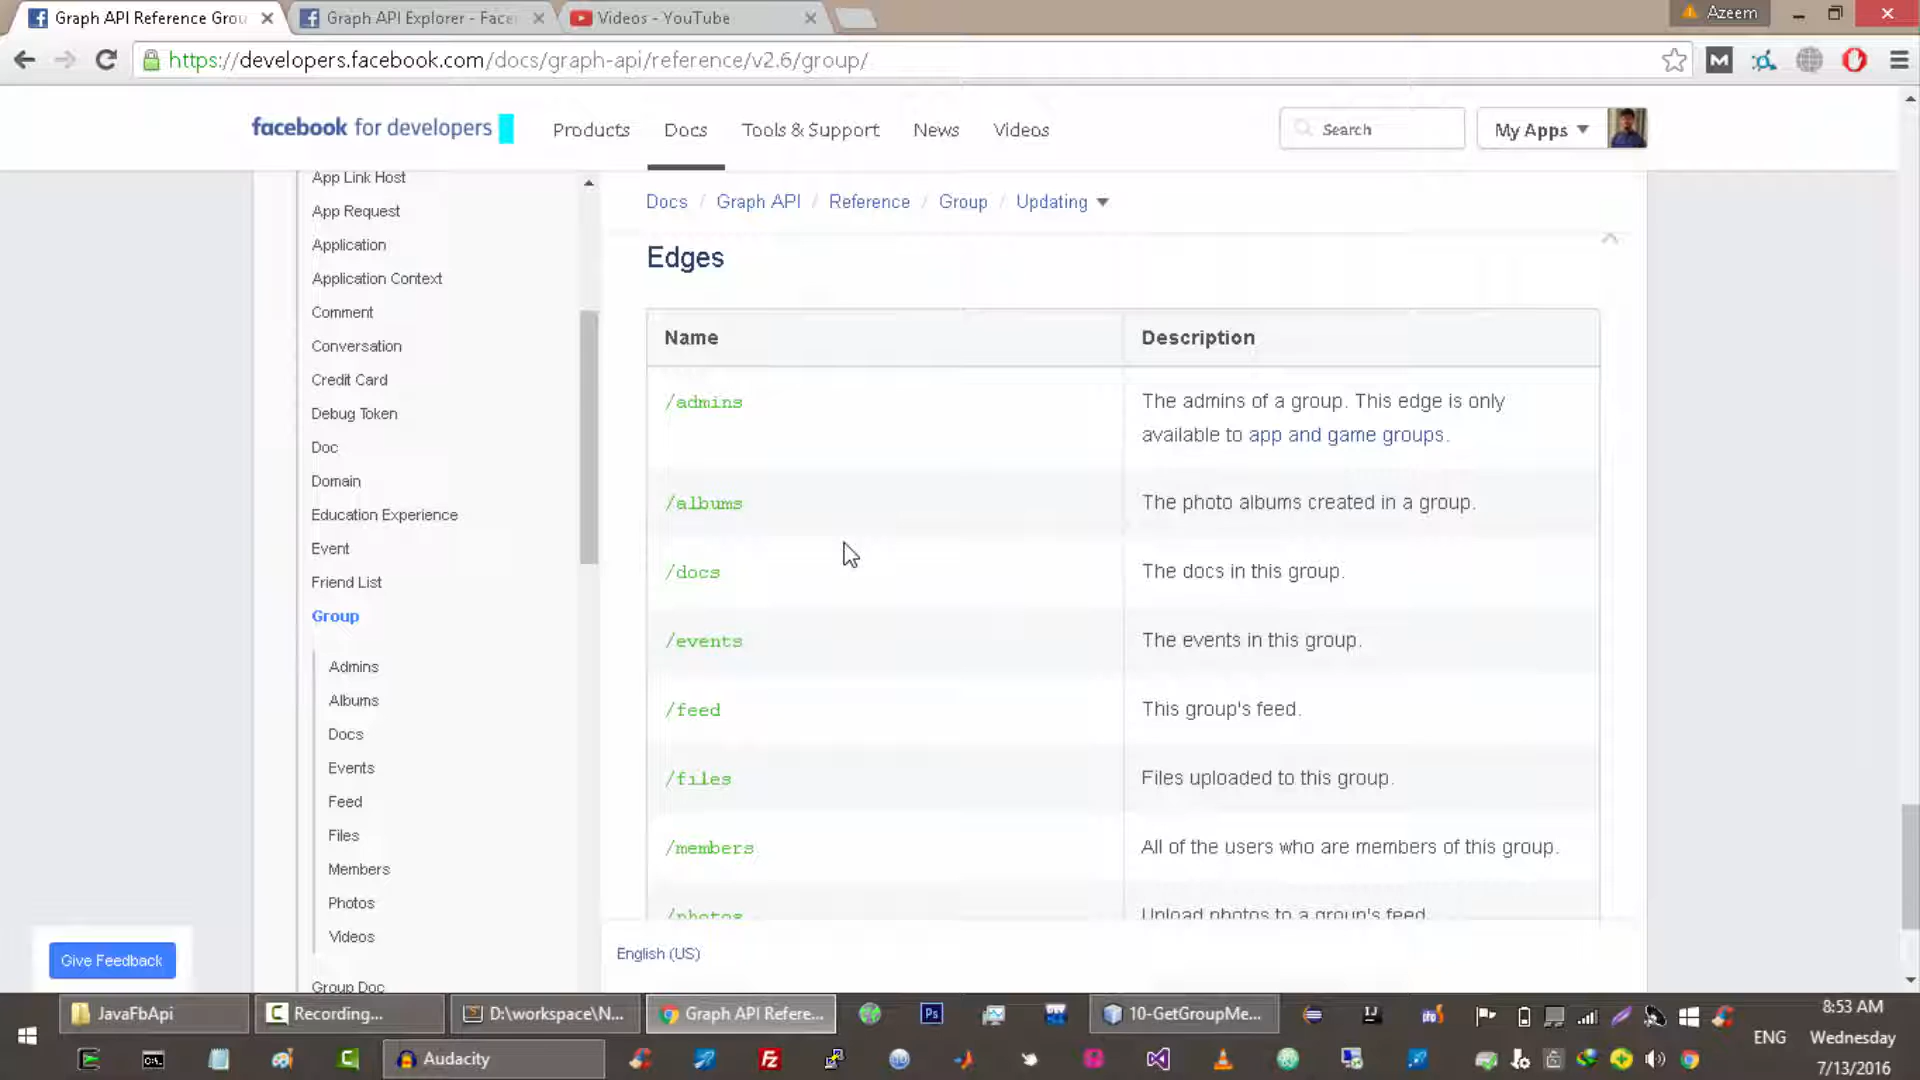 Graph API Reference Grou
Graph API Explorer - Face
Videos - YouTube
Azeem
https://developers.facebook.com/docs/graph-api/reference/v2.6/group/
facebook for developers
Products
Docs
Tools & Support
News
Videos
Search
My Apps
App Link Host
App Request
Application
Application Context
Comment
Conversation
Credit Card
Debug Token
Doc
Domain
Education Experience
Event
Friend List
Group
Admins
Albums
Docs
Events
Feed
Files
Members
Photos
Videos
Group Doc
Docs / Graph API / Reference / Group / Updating
Edges
Name Description
/admins The admins of a group. This edge is only
available to app and game groups.
/albums The photo albums created in a group.
/docs The docs in this group.
/events The events in this group.
/feed This group's feed.
/files Files uploaded to this group.
/members All of the users who are members of this group.
/photos Upload photos to a group's feed.
English (US)
Give Feedback
JavaFbApi
Recording...
D:\workspace\N...
Graph API Refere...
Ps
10-GetGroupMe...
8:53 AM
ENG
Wednesday
7/13/2016
Audacity